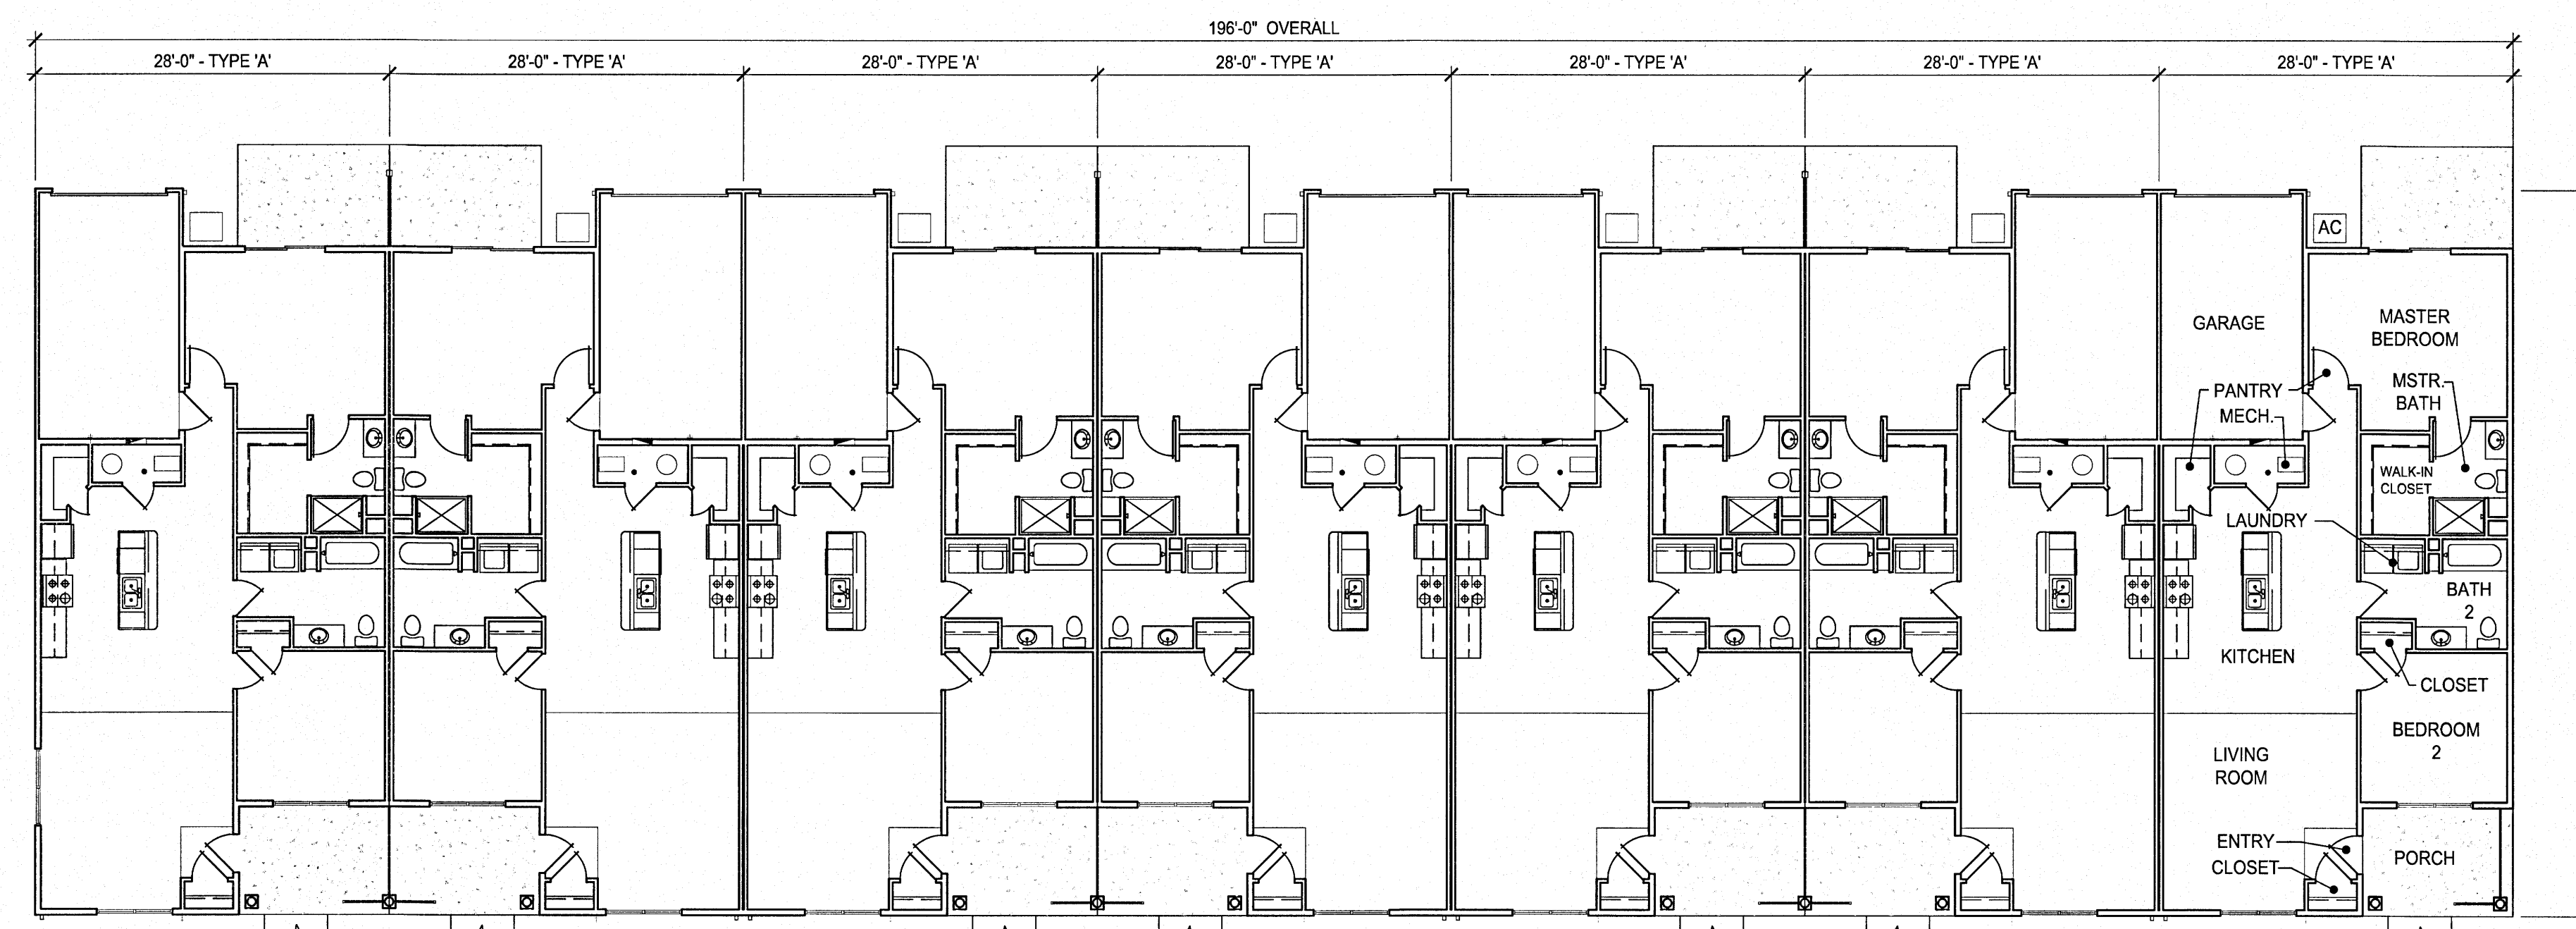 196'-0" OVERALL
28'-0" - TYPE 'A'
28'-0" - TYPE 'A'
28'-0" - TYPE 'A'
28'-0" - TYPE 'A'
28'-0" - TYPE 'A'
28'-0" - TYPE 'A'
28'-0" - TYPE 'A'
AC
GARAGE
MASTER
BEDROOM
PANTRY
MECH.
MSTR.
BATH
WALK-IN
CLOSET
LAUNDRY
BATH
2
KITCHEN
CLOSET
BEDROOM
2
LIVING
ROOM
ENTRY
CLOSET
PORCH